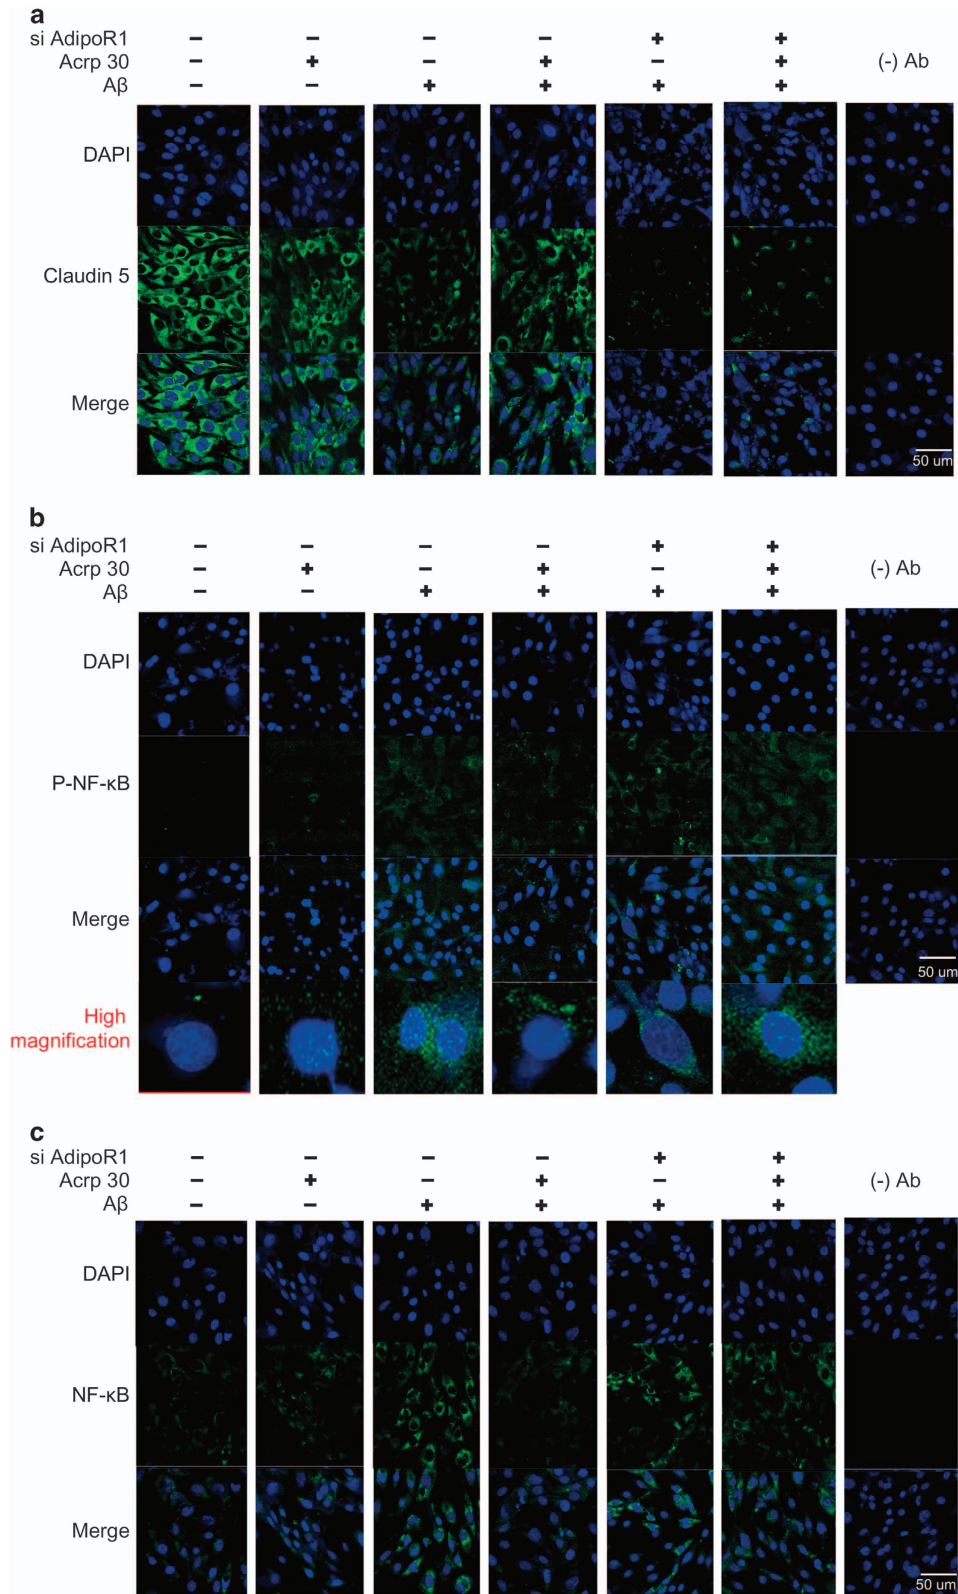 a
si AdipoR1 − − − − + +
Acrp 30 − + − + − + (-) Ab
Aβ − − + + + +
DAPI
Claudin 5
Merge
50 um
b
si AdipoR1 − − − − + +
Acrp 30 − + − + − + (-) Ab
Aβ − − + + + +
DAPI
P-NF-κB
Merge
50 um
High
magnification
c
si AdipoR1 − − − − + +
Acrp 30 − + − + − + (-) Ab
Aβ − − + + + +
DAPI
NF-κB
Merge
50 um